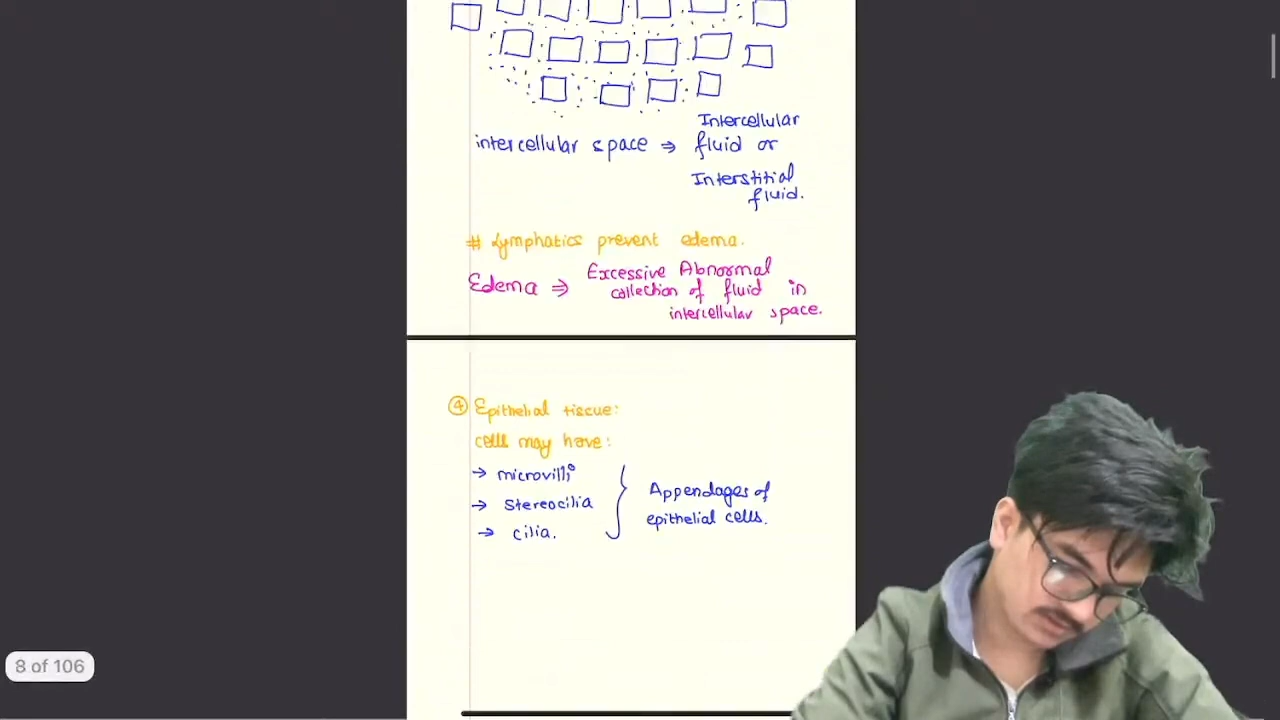 intercellular space ⇒ Intercellular
fluid or
Interstitial
fluid.
# Lymphatics prevent edema.
Edema ⇒ Excessive Abnormal
collection of fluid in
intercellular space.
④ Epithelial tissue:
cells may have:
→ microvilli
→ Stereocilia
→ cilia.
Appendages of
epithelial cells.
8 of 106